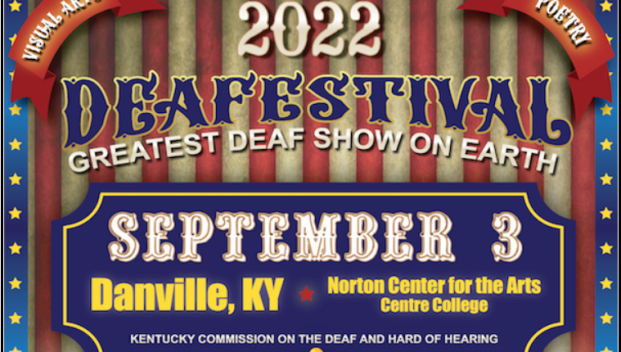 VISUAL ART
POETRY
2022
DEAFESTIVAL
GREATEST DEAF SHOW ON EARTH
SEPTEMBER 3
Danville, KY
Norton Center for the Arts
Centre College
KENTUCKY COMMISSION ON THE DEAF AND HARD OF HEARING